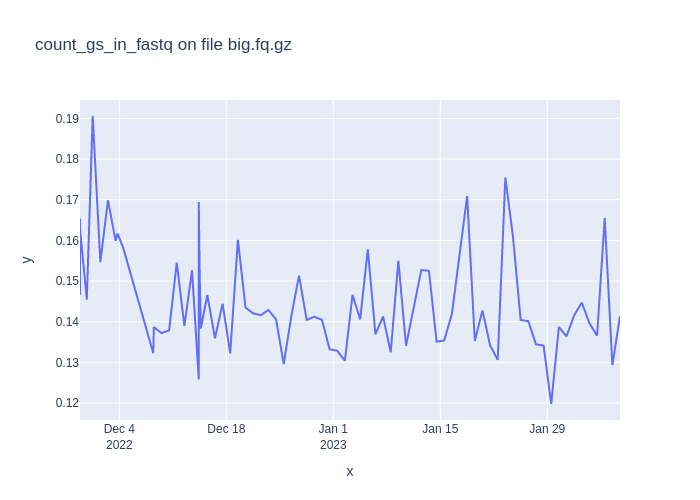 count_gs_in_fastq on file big.fq.gz
0.19
0.18
0.17
0.16
0.15
0.14
0.13
0.12
y
Dec 4
2022
Dec 18
Jan 1
2023
Jan 15
Jan 29
x